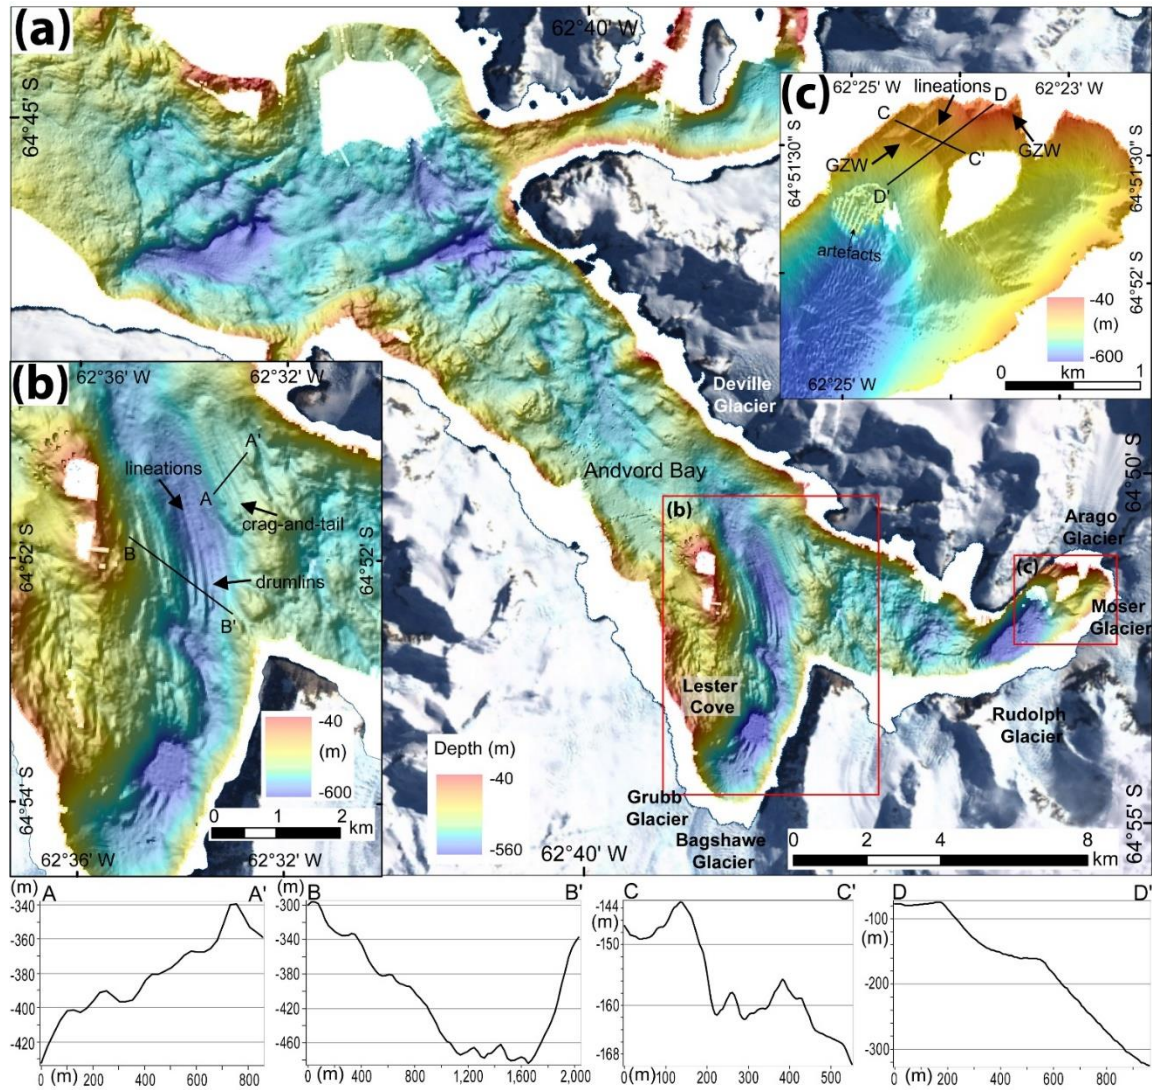 (a)
62°40' W
64°45' S
(c)
62°25' W
62°23' W
lineations
D
C
GZW
C'
GZW
D'
64°51'30" S
64°51'30" S
artefacts
64°52' S
-40
(m)
-600
62°25' W
0 km 1
(b)
62°36' W
62°32' W
lineations
A'
A
crag-and-tail
B
drumlins
B'
64°52' S
64°52' S
-40
(m)
-600
0 1 2
km
64°54' S
62°36' W
62°32' W
Deville
Glacier
Andvord Bay
64°50' S
(b)
Arago
Glacier
(c)
Moser
Glacier
Lester
Cove
Rudolph
Glacier
Depth (m)
-40
-560
Grubb
Glacier
Bagshawe
Glacier
62°40' W
64°55' S
0 2 4 8
km
(m) A A'
-340
-360
-380
-400
-420
(m) 0 200 400 600 800
(m) B B'
-300
-340
-380
-420
-460
(m) 0 400 800 1,200 1,600 2,000
C C'
-144
(m)
-150
-160
-168
(m) 0 100 200 300 400 500
D D'
-100
(m)
-200
-300
(m) 0 200 400 600 800